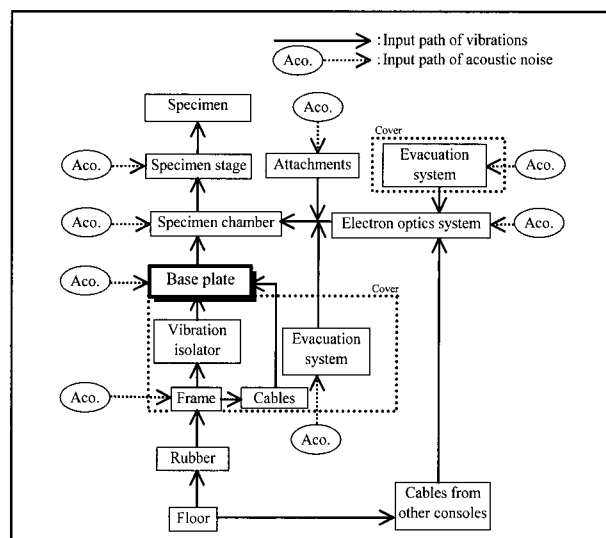 : Input path of vibrations
Aco.
: Input path of acoustic noise
Specimen
Aco.
Cover
Aco.
Specimen stage
Attachments
Evacuation
system
Aco.
Aco.
Specimen chamber
Electron optics system
Aco.
Aco.
Base plate
Cover
Vibration
isolator
Evacuation
system
Aco.
Frame
Cables
Aco.
Rubber
Floor
Cables from
other consoles